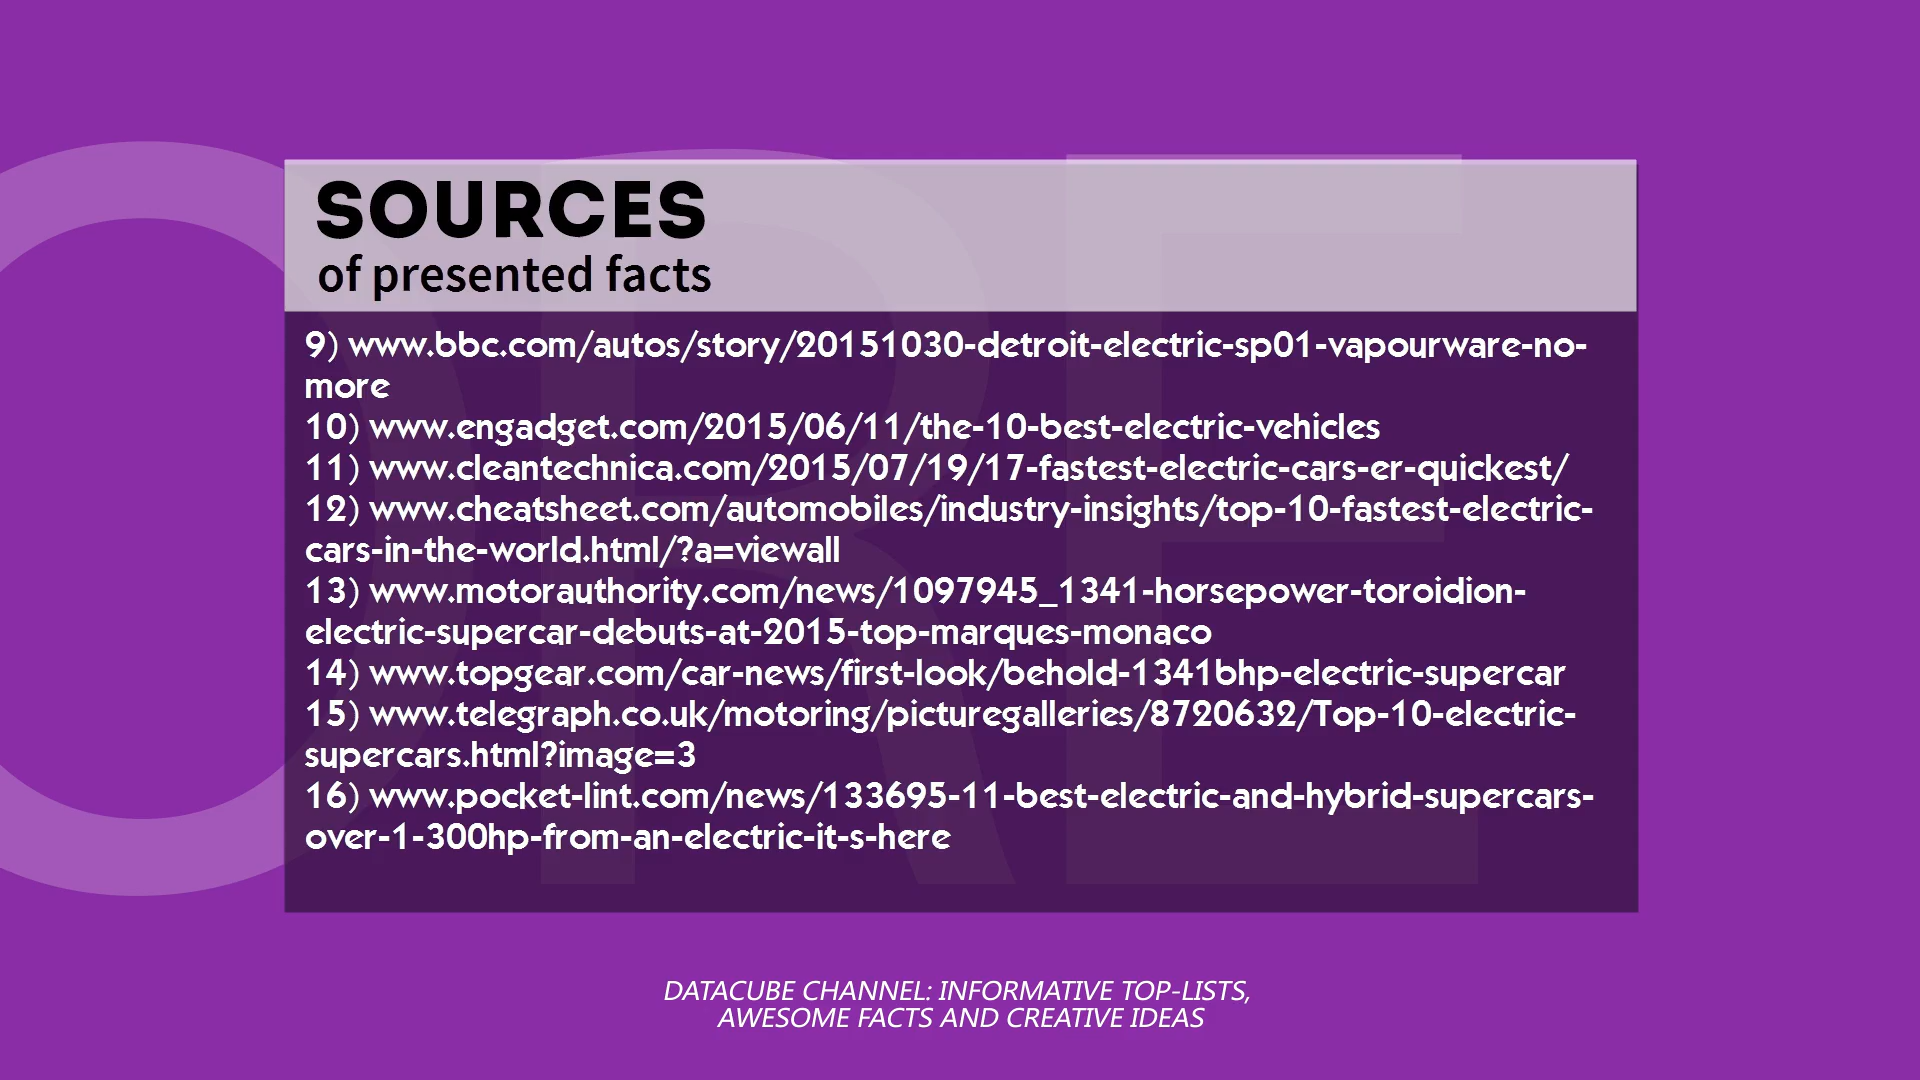 SOURCES
of presented facts
9) www.bbc.com/autos/story/20151030-detroit-electric-sp01-vapourware-no-
more
10) www.engadget.com/2015/06/11/the-10-best-electric-vehicles
11) www.cleantechnica.com/2015/07/19/17-fastest-electric-cars-er-quickest/
12) www.cheatsheet.com/automobiles/industry-insights/top-10-fastest-electric-
cars-in-the-world.html/?a=viewall
13) www.motorauthority.com/news/1097945_1341-horsepower-toroidion-
electric-supercar-debuts-at-2015-top-marques-monaco
14) www.topgear.com/car-news/first-look/behold-1341bhp-electric-supercar
15) www.telegraph.co.uk/motoring/picturegalleries/8720632/Top-10-electric-
supercars.html?image=3
16) www.pocket-lint.com/news/133695-11-best-electric-and-hybrid-supercars-
over-1-300hp-from-an-electric-it-s-here
DATACUBE CHANNEL: INFORMATIVE TOP-LISTS,
AWESOME FACTS AND CREATIVE IDEAS